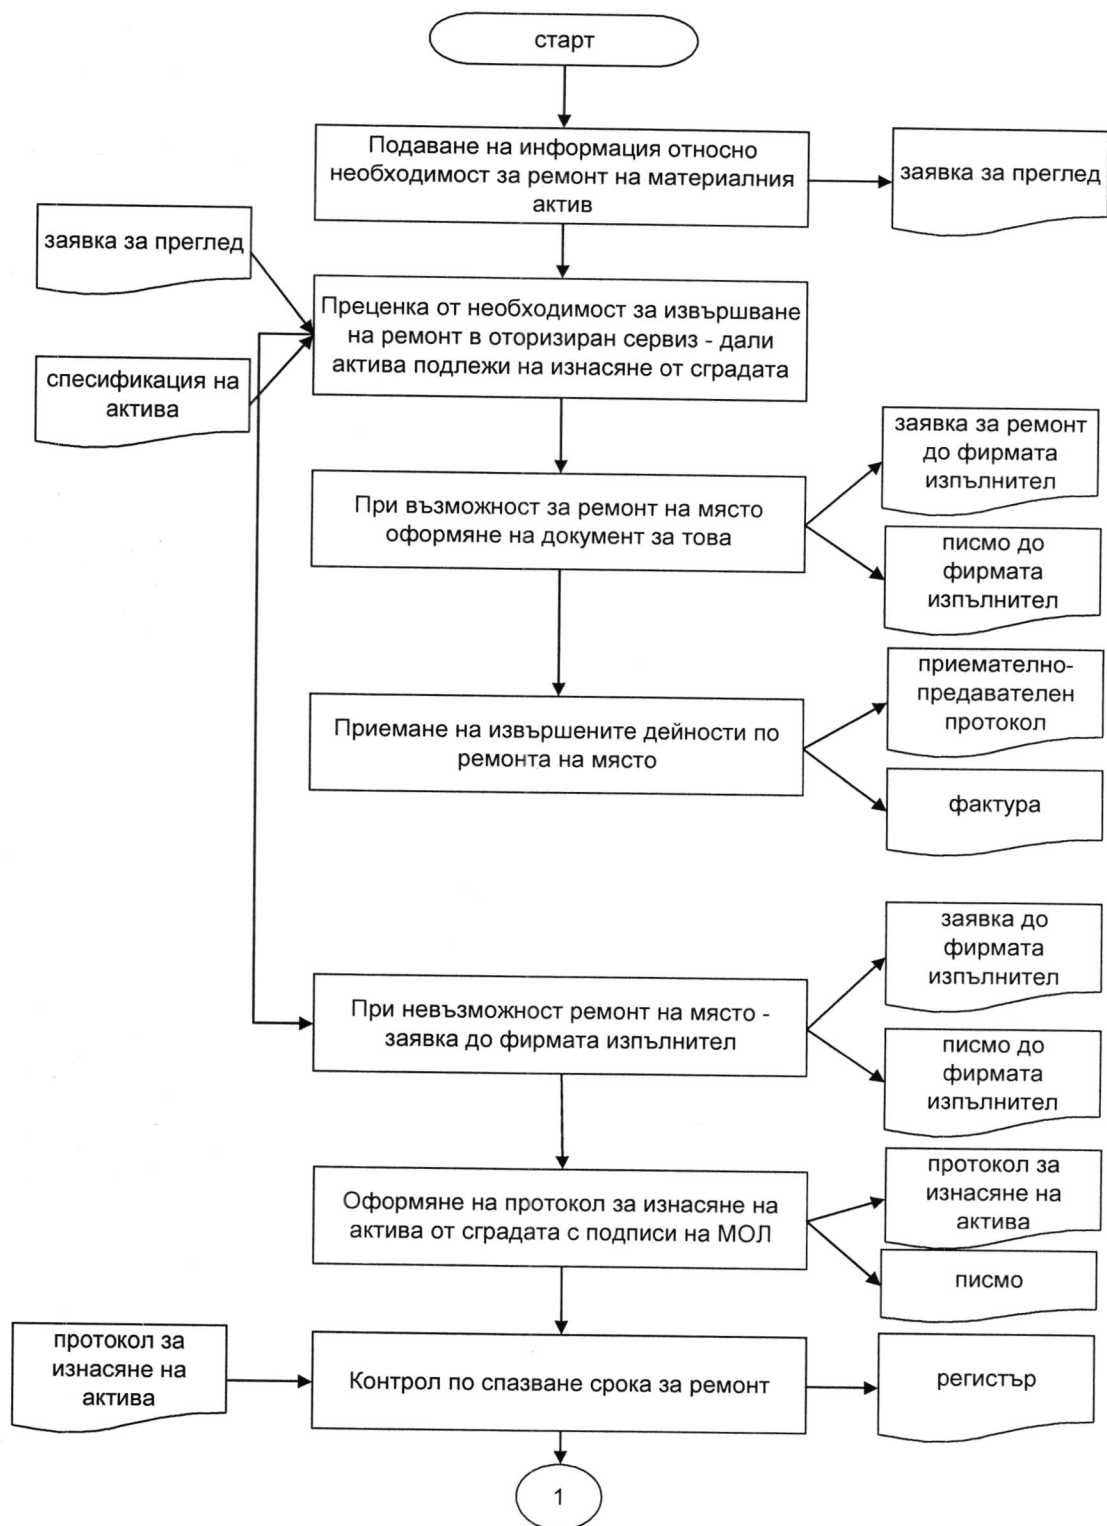 старт
Подаване на информация относно
необходимост за ремонт на материалния
актив
заявка за преглед
заявка за преглед
Преценка от необходимост за извършване
на ремонт в оторизиран сервиз - дали
актива подлежи на изнасяне от сградата
спесификация на
актива
При възможност за ремонт на място
оформяне на документ за това
заявка за ремонт
до фирмата
изпълнител
писмо до
фирмата
изпълнител
Приемане на извършените дейности по
ремонта на място
приемателно-
предавателен
протокол
фактура
При невъзможност ремонт на място -
заявка до фирмата изпълнител
заявка до
фирмата
изпълнител
писмо до
фирмата
изпълнител
Оформяне на протокол за изнасяне на
актива от сградата с подписи на МОЛ
протокол за
изнасяне на
актива
писмо
протокол за
изнасяне на
актива
Контрол по спазване срока за ремонт
регистър
1